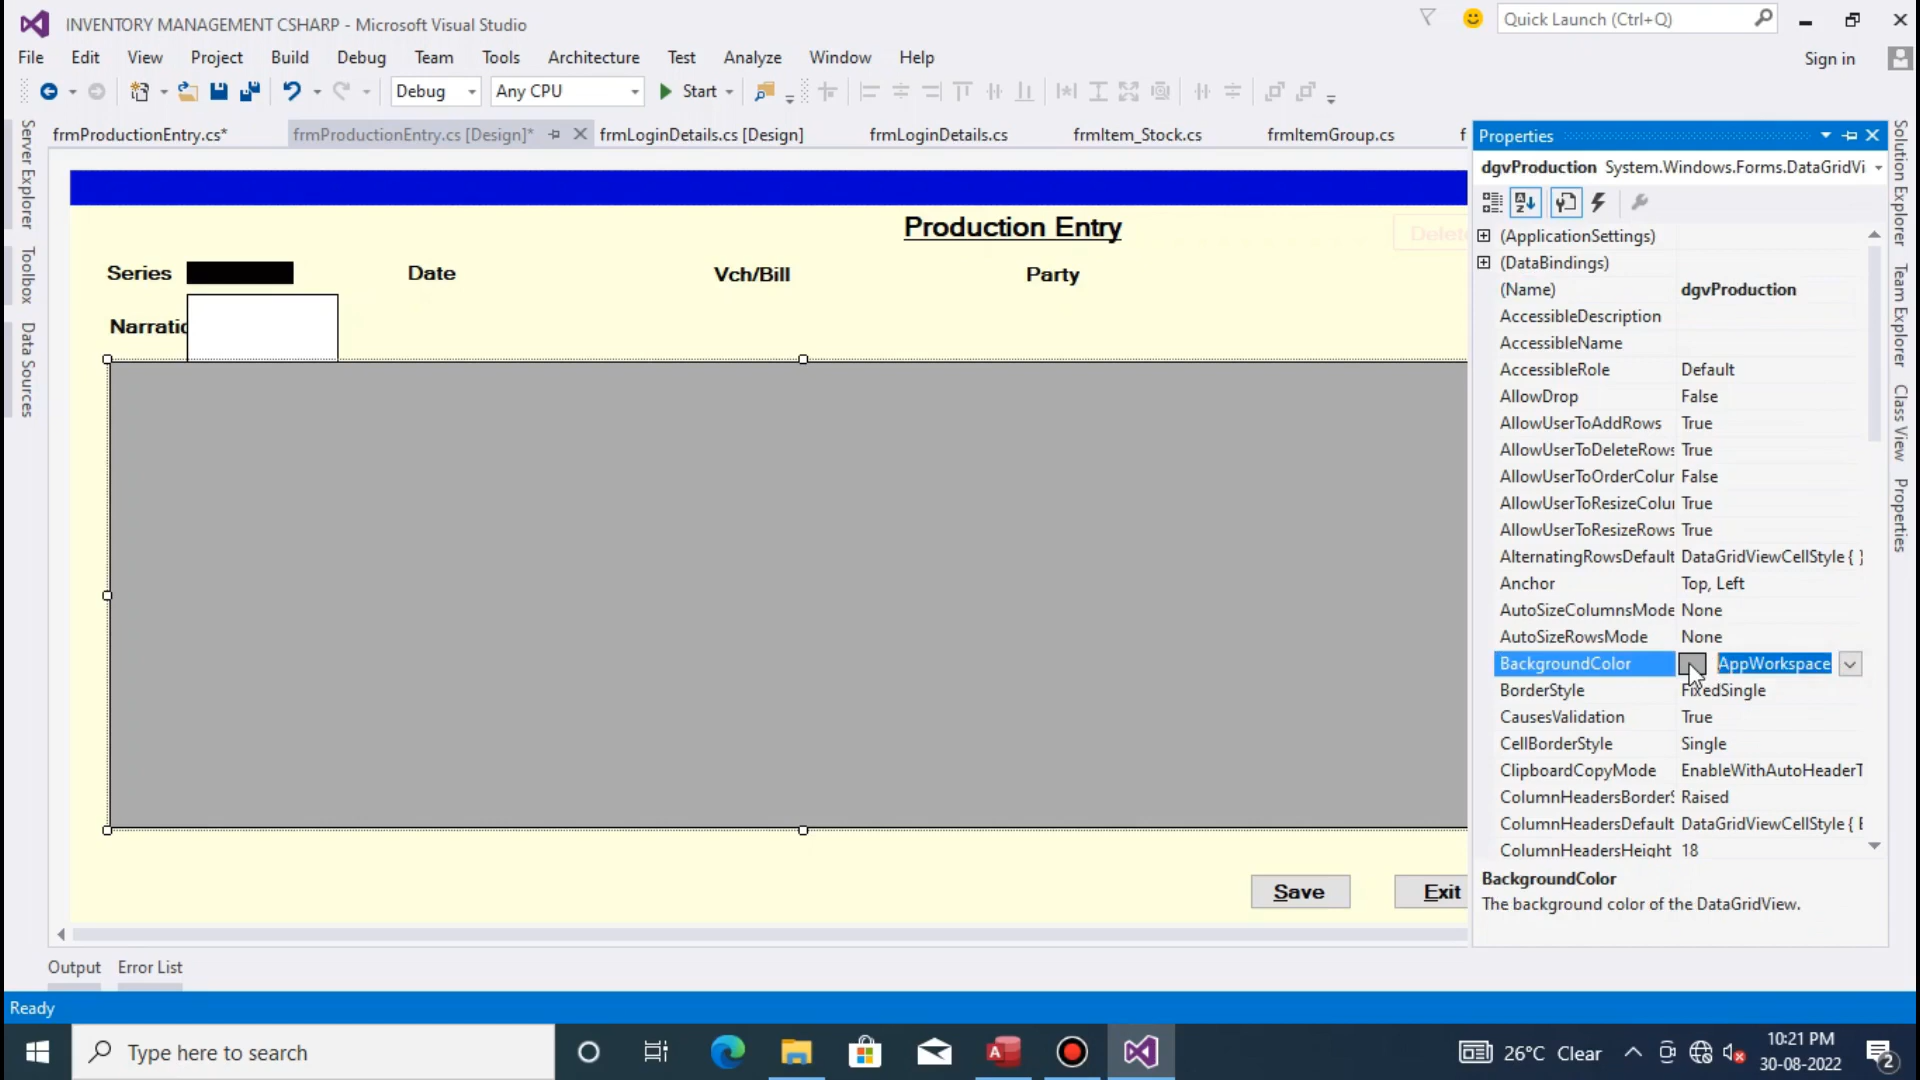 INVENTORY MANAGEMENT CSHARP - Microsoft Visual Studio
Quick Launch (Ctrl+Q)
File Edit View Project Build Debug Team Tools Architecture Test Analyze Window Help
Sign in
Debug Any CPU Start
frmProductionEntry.cs* frmProductionEntry.cs [Design]* frmLoginDetails.cs [Design] frmLoginDetails.cs frmItem_Stock.cs frmItemGroup.cs f
Server Explorer
Toolbox
Data Sources
Production Entry
Delet
Series Date Vch/Bill Party
Narratic
Save Exit
Properties
dgvProduction System.Windows.Forms.DataGridVi
(ApplicationSettings)
(DataBindings)
(Name) dgvProduction
AccessibleDescription
AccessibleName
AccessibleRole Default
AllowDrop False
AllowUserToAddRows True
AllowUserToDeleteRows True
AllowUserToOrderColur False
AllowUserToResizeColur True
AllowUserToResizeRows True
AlternatingRowsDefault DataGridViewCellStyle { }
Anchor Top, Left
AutoSizeColumnsMode None
AutoSizeRowsMode None
BackgroundColor AppWorkspace
BorderStyle FixedSingle
CausesValidation True
CellBorderStyle Single
ClipboardCopyMode EnableWithAutoHeaderT
ColumnHeadersBorderS Raised
ColumnHeadersDefault DataGridViewCellStyle { B
ColumnHeadersHeight 18
BackgroundColor
The background color of the DataGridView.
Solution Explorer
Team Explorer
Class View
Properties
Output Error List
Ready
Type here to search
26°C Clear
10:21 PM
30-08-2022
2